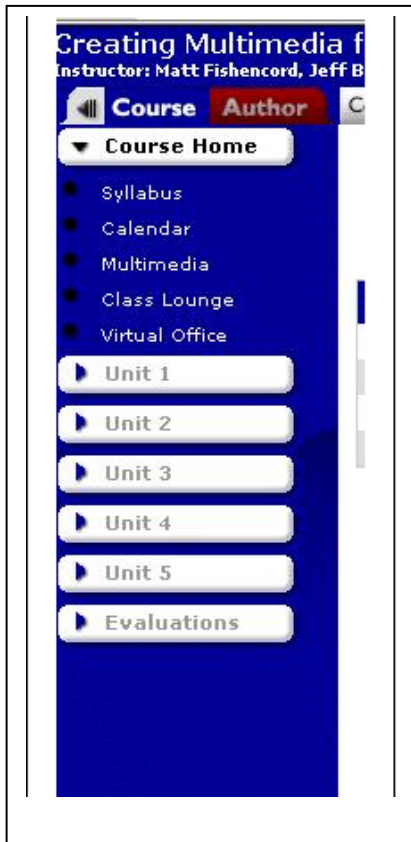 Creating Multimedia f
Instructor: Matt Fishencord, Jeff B
Course Author C
Course Home
Syllabus
Calendar
Multimedia
Class Lounge
Virtual Office
Unit 1
Unit 2
Unit 3
Unit 4
Unit 5
Evaluations